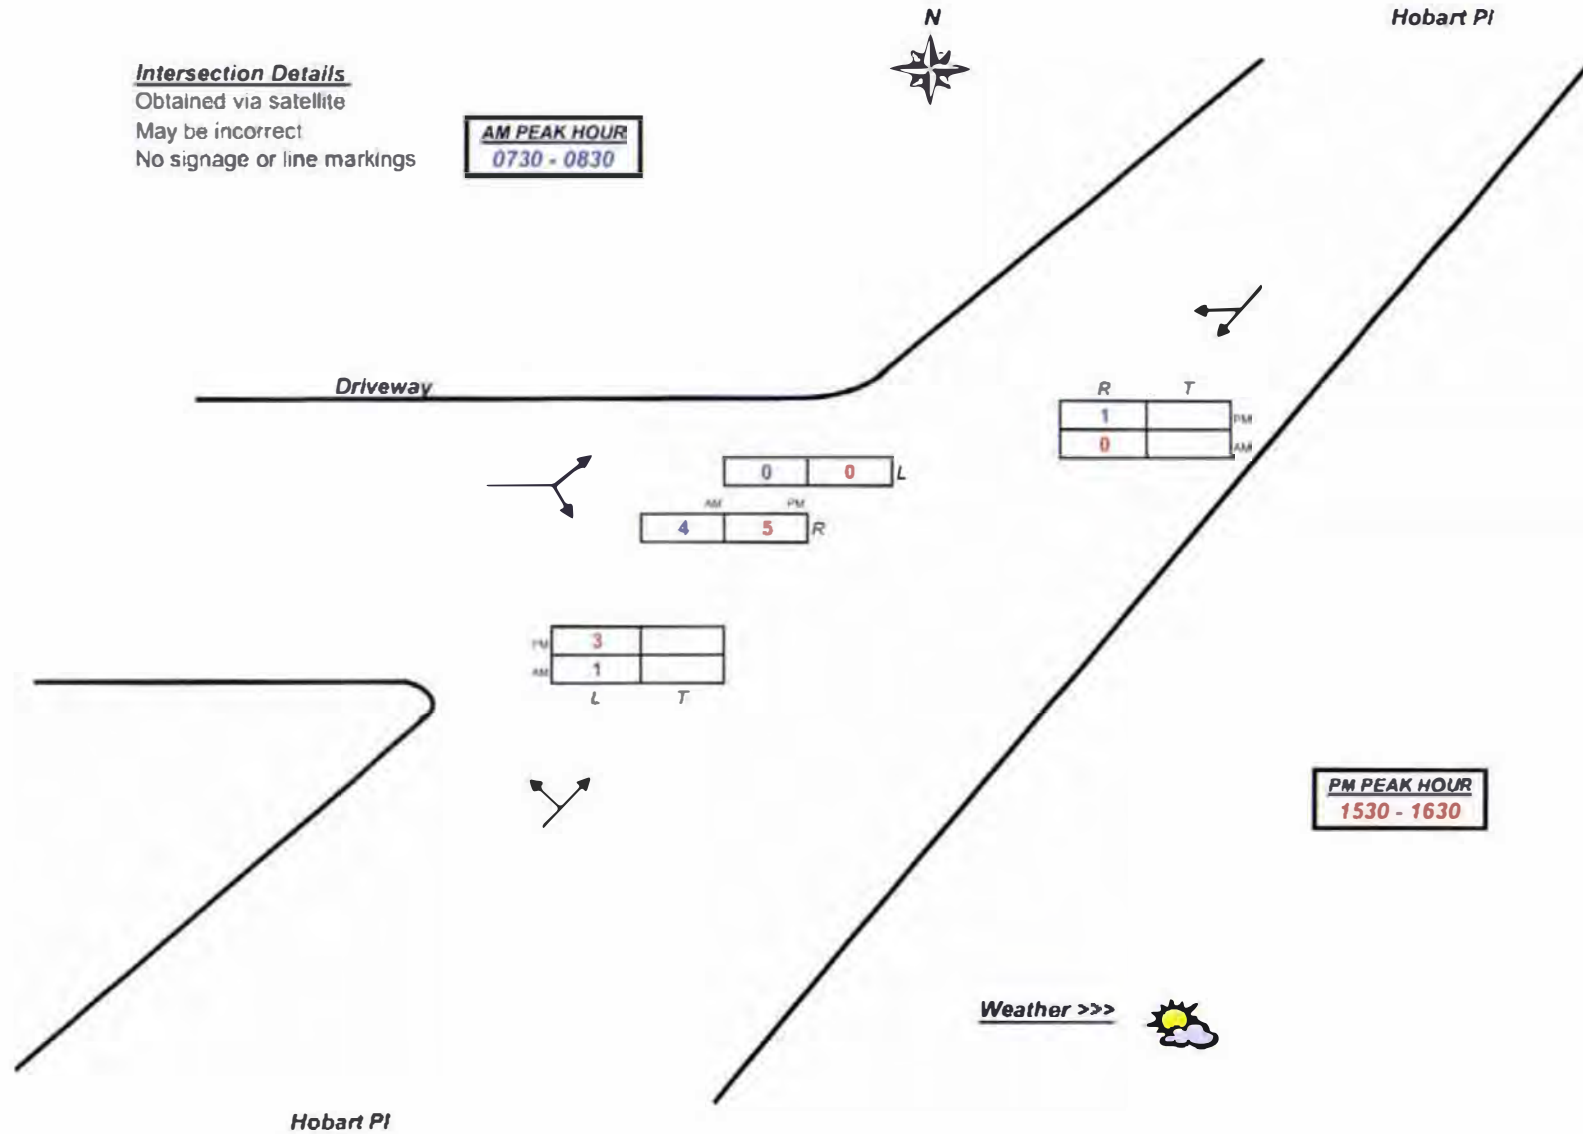 N
Hobart Pl
Intersection Details
Obtained via satellite
May be incorrect
No signage or line markings
AM PEAK HOUR
0730 - 0830
Driveway
R T
1 PM
0 AM
0 0 L
AM PM
4 5 R
PM 3
AM 1
L T
PM PEAK HOUR
1530 - 1630
Weather >>>
Hobart Pl